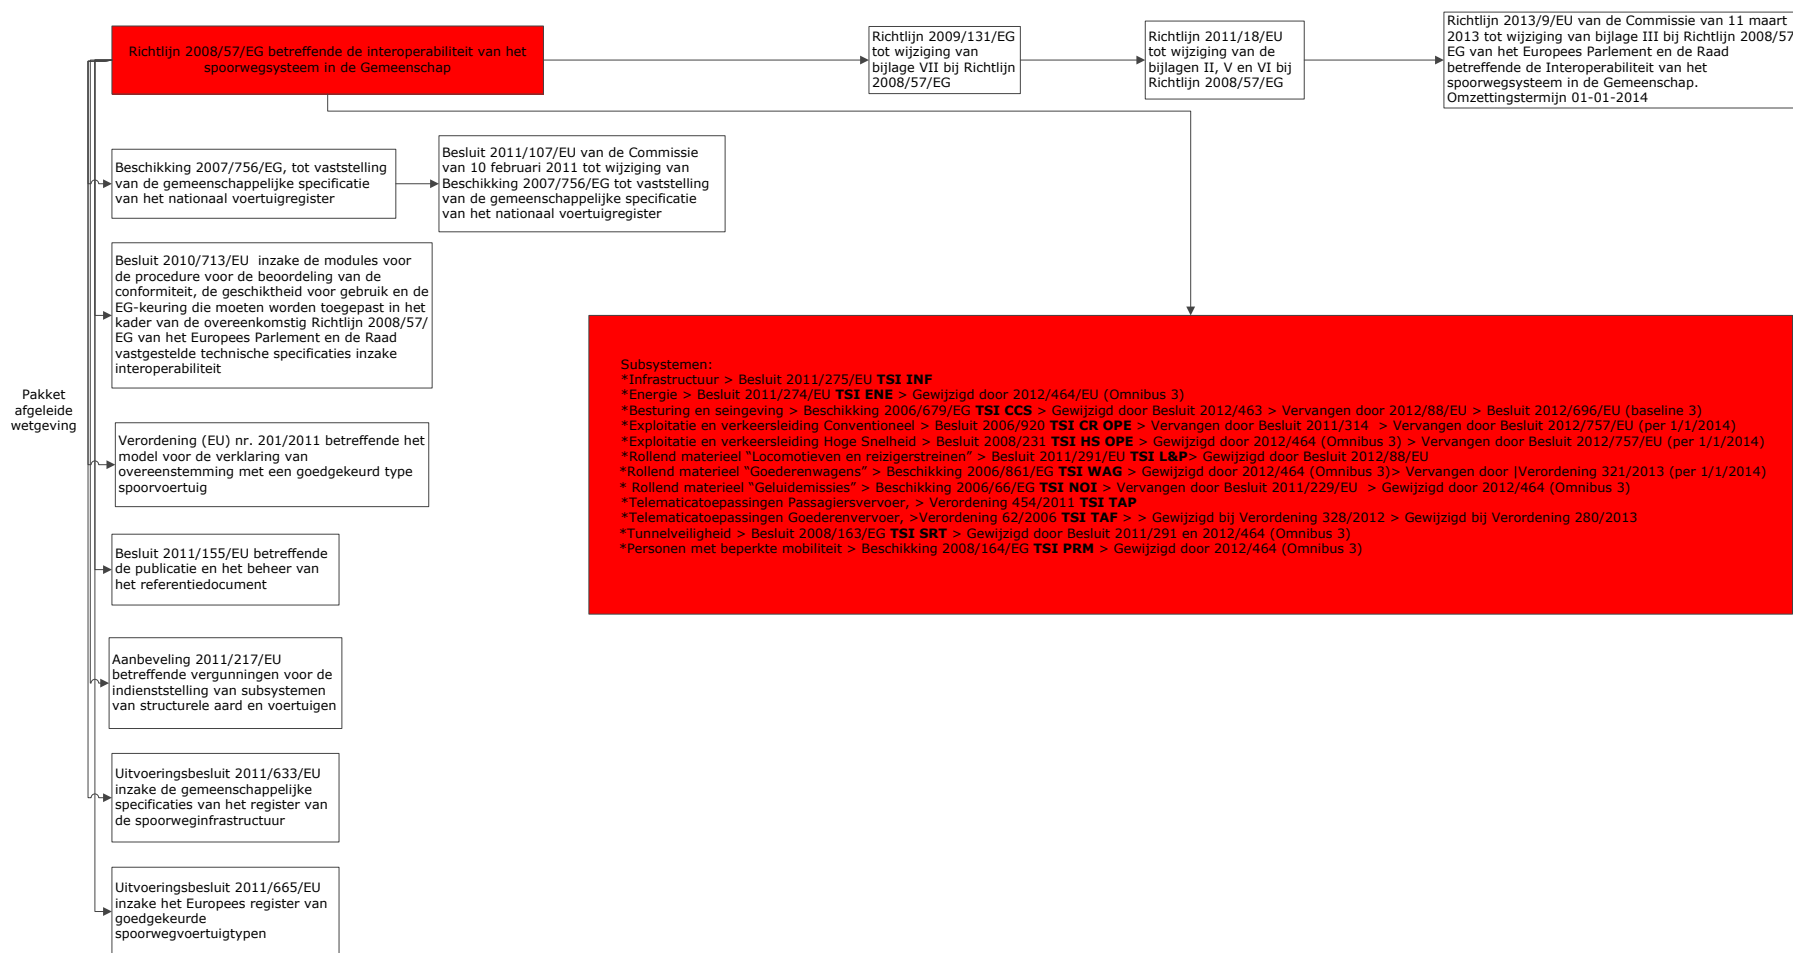 Richtlijn 2008/57/EG betreffende de interoperabiliteit van het
spoorwegsysteem in de Gemeenschap
Richtlijn 2009/131/EG
tot wijziging van
bijlage VII bij Richtlijn
2008/57/EG
Richtlijn 2011/18/EU
tot wijziging van de
bijlagen II, V en VI bij
Richtlijn 2008/57/EG
Richtlijn 2013/9/EU van de Commissie van 11 maart
2013 tot wijziging van bijlage III bij Richtlijn 2008/57
EG van het Europees Parlement en de Raad
betreffende de Interoperabiliteit van het
spoorwegsysteem in de Gemeenschap.
Omzettingstermijn 01-01-2014
Beschikking 2007/756/EG, tot vaststelling
van de gemeenschappelijke specificatie
van het nationaal voertuigregister
Besluit 2011/107/EU van de Commissie
van 10 februari 2011 tot wijziging van
Beschikking 2007/756/EG tot vaststelling
van de gemeenschappelijke specificatie
van het nationaal voertuigregister
Besluit 2010/713/EU inzake de modules voor
de procedure voor de beoordeling van de
conformiteit, de geschiktheid voor gebruik en de
EG-keuring die moeten worden toegepast in het
kader van de overeenkomstig Richtlijn 2008/57/
EG van het Europees Parlement en de Raad
vastgestelde technische specificaties inzake
interoperabiliteit
Pakket
afgeleide
wetgeving
Verordening (EU) nr. 201/2011 betreffende het
model voor de verklaring van
overeenstemming met een goedgekeurd type
spoorvoertuig
Besluit 2011/155/EU betreffende
de publicatie en het beheer van
het referentiedocument
Aanbeveling 2011/217/EU
betreffende vergunningen voor de
indienststelling van subsystemen
van structurele aard en voertuigen
Uitvoeringsbesluit 2011/633/EU
inzake de gemeenschappelijke
specificaties van het register van
de spoorweginfrastructuur
Uitvoeringsbesluit 2011/665/EU
inzake het Europees register van
goedgekeurde
spoorwegvoertuigtypen
Subsystemen:
*Infrastructuur > Besluit 2011/275/EU TSI INF
*Energie > Besluit 2011/274/EU TSI ENE > Gewijzigd door 2012/464/EU (Omnibus 3)
*Besturing en seingeving > Beschikking 2006/679/EG TSI CCS > Gewijzigd door Besluit 2012/463 > Vervangen door 2012/88/EU > Besluit 2012/696/EU (baseline 3)
*Exploitatie en verkeersleiding Conventioneel > Besluit 2006/920 TSI CR OPE > Vervangen door Besluit 2011/314 > Vervangen door Besluit 2012/757/EU (per 1/1/2014)
*Exploitatie en verkeersleiding Hoge Snelheid > Besluit 2008/231 TSI HS OPE > Gewijzigd door 2012/464 (Omnibus 3) > Vervangen door Besluit 2012/757/EU (per 1/1/2014)
*Rollend materieel “Locomotieven en reizigerstreinen” > Besluit 2011/291/EU TSI L&P> Gewijzigd door Besluit 2012/88/EU
*Rollend materieel “Goederenwagens” > Beschikking 2006/861/EG TSI WAG > Gewijzigd door 2012/464 (Omnibus 3)> Vervangen door |Verordening 321/2013 (per 1/1/2014)
* Rollend materieel “Geluidemissies” > Beschikking 2006/66/EG TSI NOI > Vervangen door Besluit 2011/229/EU > Gewijzigd door 2012/464 (Omnibus 3)
*Telematicatoepassingen Passagiersvervoer, > Verordening 454/2011 TSI TAP
*Telematicatoepassingen Goederenvervoer, >Verordening 62/2006 TSI TAF > > Gewijzigd bij Verordening 328/2012 > Gewijzigd bij Verordening 280/2013
*Tunnelveiligheid > Besluit 2008/163/EG TSI SRT > Gewijzigd door Besluit 2011/291 en 2012/464 (Omnibus 3)
*Personen met beperkte mobiliteit > Beschikking 2008/164/EG TSI PRM > Gewijzigd door 2012/464 (Omnibus 3)